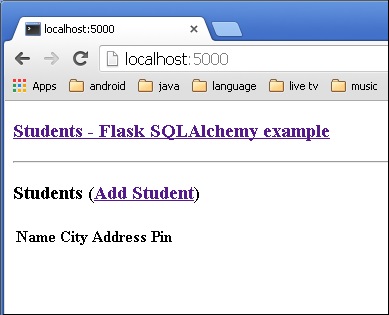 localhost:5000
localhost:5000
Apps android java language live tv music
Students - Flask SQLAlchemy example
Students (Add Student)
Name City Address Pin